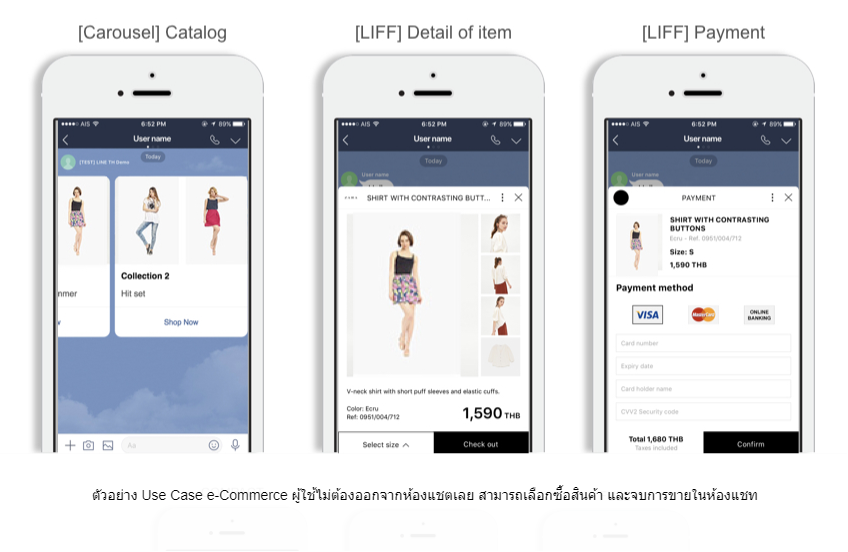 [Carousel] Catalog
[LIFF] Detail of item
[LIFF] Payment
AIS 6:52 PM 89%
User name
Today
[TEST] LINE TH Demo
Collection 2
nmer
Hit set
Shop Now
Aa
AIS 6:52 PM 89%
User name
Today
User name
SHIRT WITH CONTRASTING BUTT...
V-neck shirt with short puff sleeves and elastic cuffs.
Color: Ecru
Ref: 0951/004/712
1,590 THB
Select size
Check out
AIS 6:52 PM 89%
User name
Today
User name
PAYMENT
SHIRT WITH CONTRASTING
BUTTONS
Ecru - Ref. 0951/004/712
Size: S
1,590 THB
Payment method
VISA
MasterCard
ONLINE
BANKING
Card number
Expiry date
Card holder name
CVV2 Security code
Total 1,680 THB
Taxes included
Confirm
ตัวอย่าง Use Case e-Commerce ผู้ใช้ไม่ต้องออกจากห้องแชตเลย สามารถเลือกซื้อสินค้า และจบการขายในห้องแชท